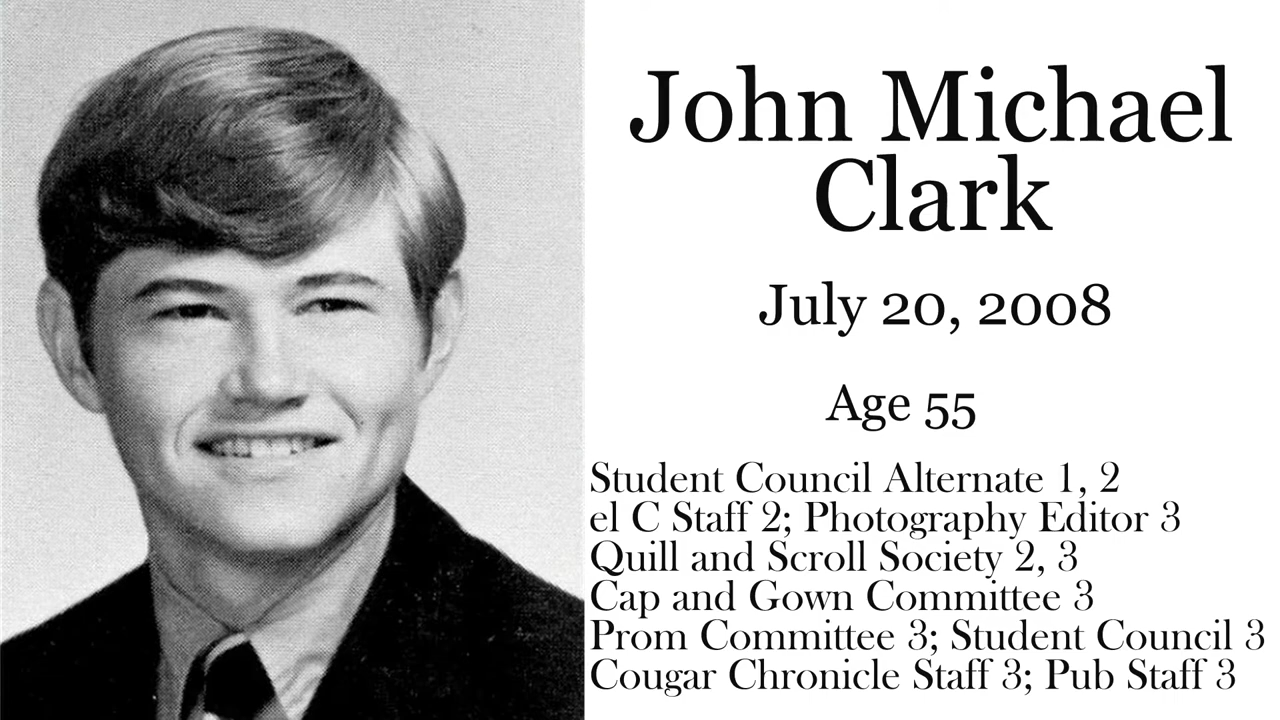 John Michael
Clark
July 20, 2008
Age 55
Student Council Alternate 1, 2
el C Staff 2; Photography Editor 3
Quill and Scroll Society 2, 3
Cap and Gown Committee 3
Prom Committee 3; Student Council 3
Cougar Chronicle Staff 3; Pub Staff 3